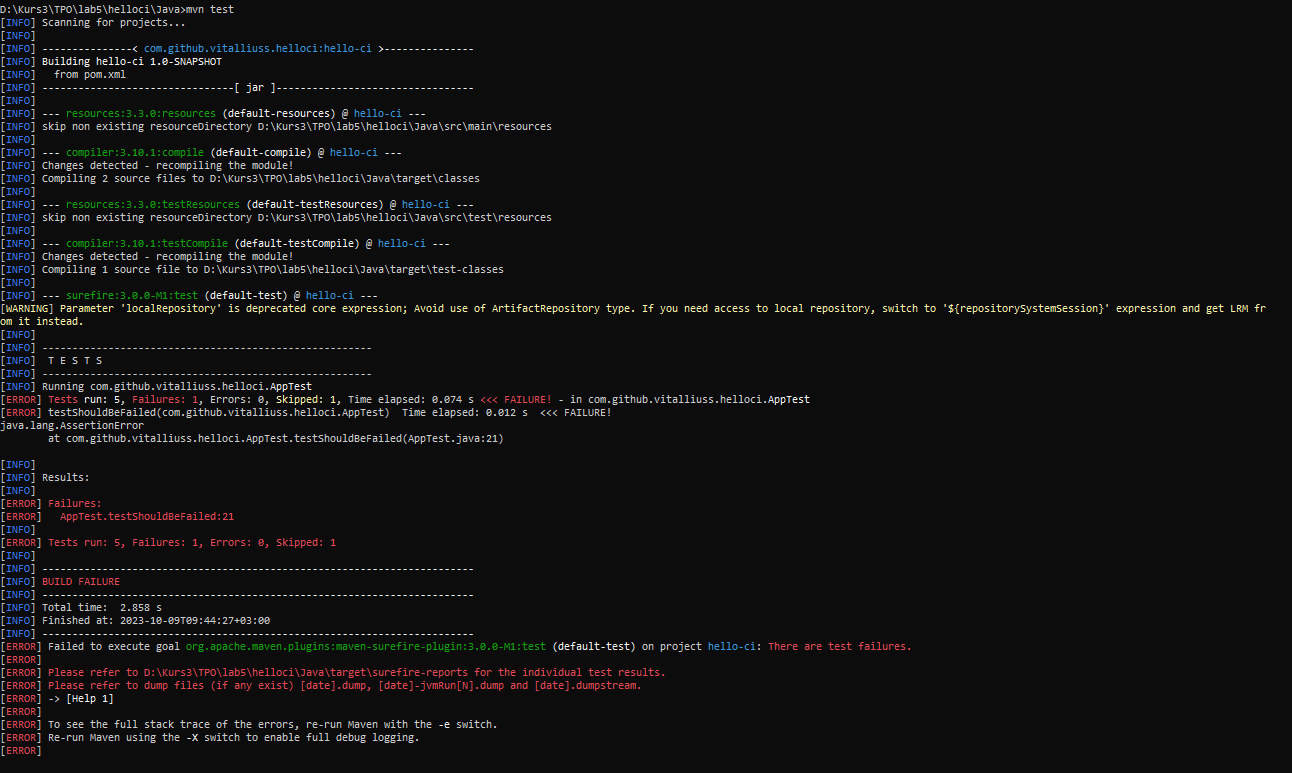 D:\Kurs3\TPO\lab5\helloci\Java>mvn test
[INFO] Scanning for projects...
[INFO]
[INFO] ---------------< com.github.vitalliuss.helloci:hello-ci >---------------
[INFO] Building hello-ci 1.0-SNAPSHOT
[INFO]   from pom.xml
[INFO] --------------------------------[ jar ]---------------------------------
[INFO]
[INFO] --- resources:3.3.0:resources (default-resources) @ hello-ci ---
[INFO] skip non existing resourceDirectory D:\Kurs3\TPO\lab5\helloci\Java\src\main\resources
[INFO]
[INFO] --- compiler:3.10.1:compile (default-compile) @ hello-ci ---
[INFO] Changes detected - recompiling the module!
[INFO] Compiling 2 source files to D:\Kurs3\TPO\lab5\helloci\Java\target\classes
[INFO]
[INFO] --- resources:3.3.0:testResources (default-testResources) @ hello-ci ---
[INFO] skip non existing resourceDirectory D:\Kurs3\TPO\lab5\helloci\Java\src\test\resources
[INFO]
[INFO] --- compiler:3.10.1:testCompile (default-testCompile) @ hello-ci ---
[INFO] Changes detected - recompiling the module!
[INFO] Compiling 1 source file to D:\Kurs3\TPO\lab5\helloci\Java\target\test-classes
[INFO]
[INFO] --- surefire:3.0.0-M1:test (default-test) @ hello-ci ---
[WARNING] Parameter 'localRepository' is deprecated core expression; Avoid use of ArtifactRepository type. If you need access to local repository, switch to '${repositorySystemSession}' expression and get LRM fr
om it instead.
[INFO]
[INFO] -------------------------------------------------------
[INFO]  T E S T S
[INFO] -------------------------------------------------------
[INFO] Running com.github.vitalliuss.helloci.AppTest
[ERROR] Tests run: 5, Failures: 1, Errors: 0, Skipped: 1, Time elapsed: 0.074 s <<< FAILURE! - in com.github.vitalliuss.helloci.AppTest
[ERROR] testShouldBeFailed(com.github.vitalliuss.helloci.AppTest)  Time elapsed: 0.012 s  <<< FAILURE!
java.lang.AssertionError
        at com.github.vitalliuss.helloci.AppTest.testShouldBeFailed(AppTest.java:21)
[INFO]
[INFO] Results:
[INFO]
[ERROR] Failures:
[ERROR]   AppTest.testShouldBeFailed:21
[INFO]
[ERROR] Tests run: 5, Failures: 1, Errors: 0, Skipped: 1
[INFO]
[INFO] ------------------------------------------------------------------------
[INFO] BUILD FAILURE
[INFO] ------------------------------------------------------------------------
[INFO] Total time:  2.858 s
[INFO] Finished at: 2023-10-09T09:44:27+03:00
[INFO] ------------------------------------------------------------------------
[ERROR] Failed to execute goal org.apache.maven.plugins:maven-surefire-plugin:3.0.0-M1:test (default-test) on project hello-ci: There are test failures.
[ERROR]
[ERROR] Please refer to D:\Kurs3\TPO\lab5\helloci\Java\target\surefire-reports for the individual test results.
[ERROR] Please refer to dump files (if any exist) [date].dump, [date]-jvmRun[N].dump and [date].dumpstream.
[ERROR] -> [Help 1]
[ERROR]
[ERROR] To see the full stack trace of the errors, re-run Maven with the -e switch.
[ERROR] Re-run Maven using the -X switch to enable full debug logging.
[ERROR]